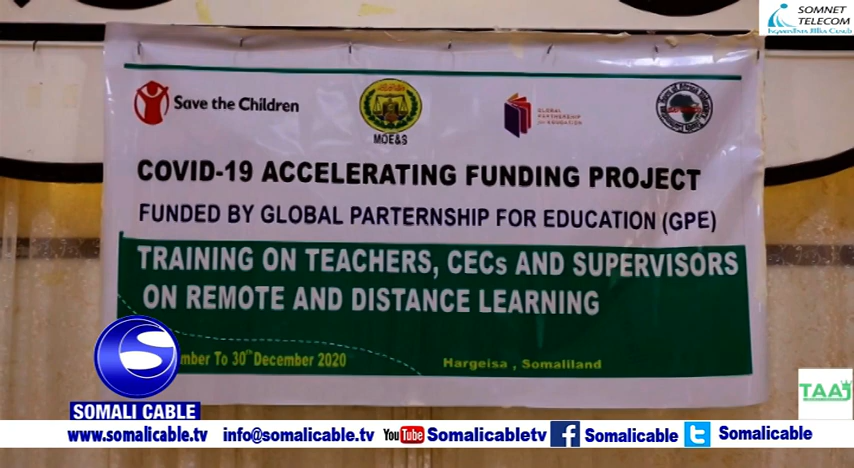 SOMNET
TELECOM
Save the Children
MOE&S
GLOBAL
PARTNERSHIP
for EDUCATION
COVID-19 ACCELERATING FUNDING PROJECT
FUNDED BY GLOBAL PARTERNSHIP FOR EDUCATION (GPE)
TRAINING ON TEACHERS, CECs AND SUPERVISORS
ON REMOTE AND DISTANCE LEARNING
To 30th December 2020
Hargeisa , Somaliland
TAAJ
SOMALI CABLE
www.somalicable.tv info@somalicable.tv YouTube Somalicabletv f Somalicable Somalicable